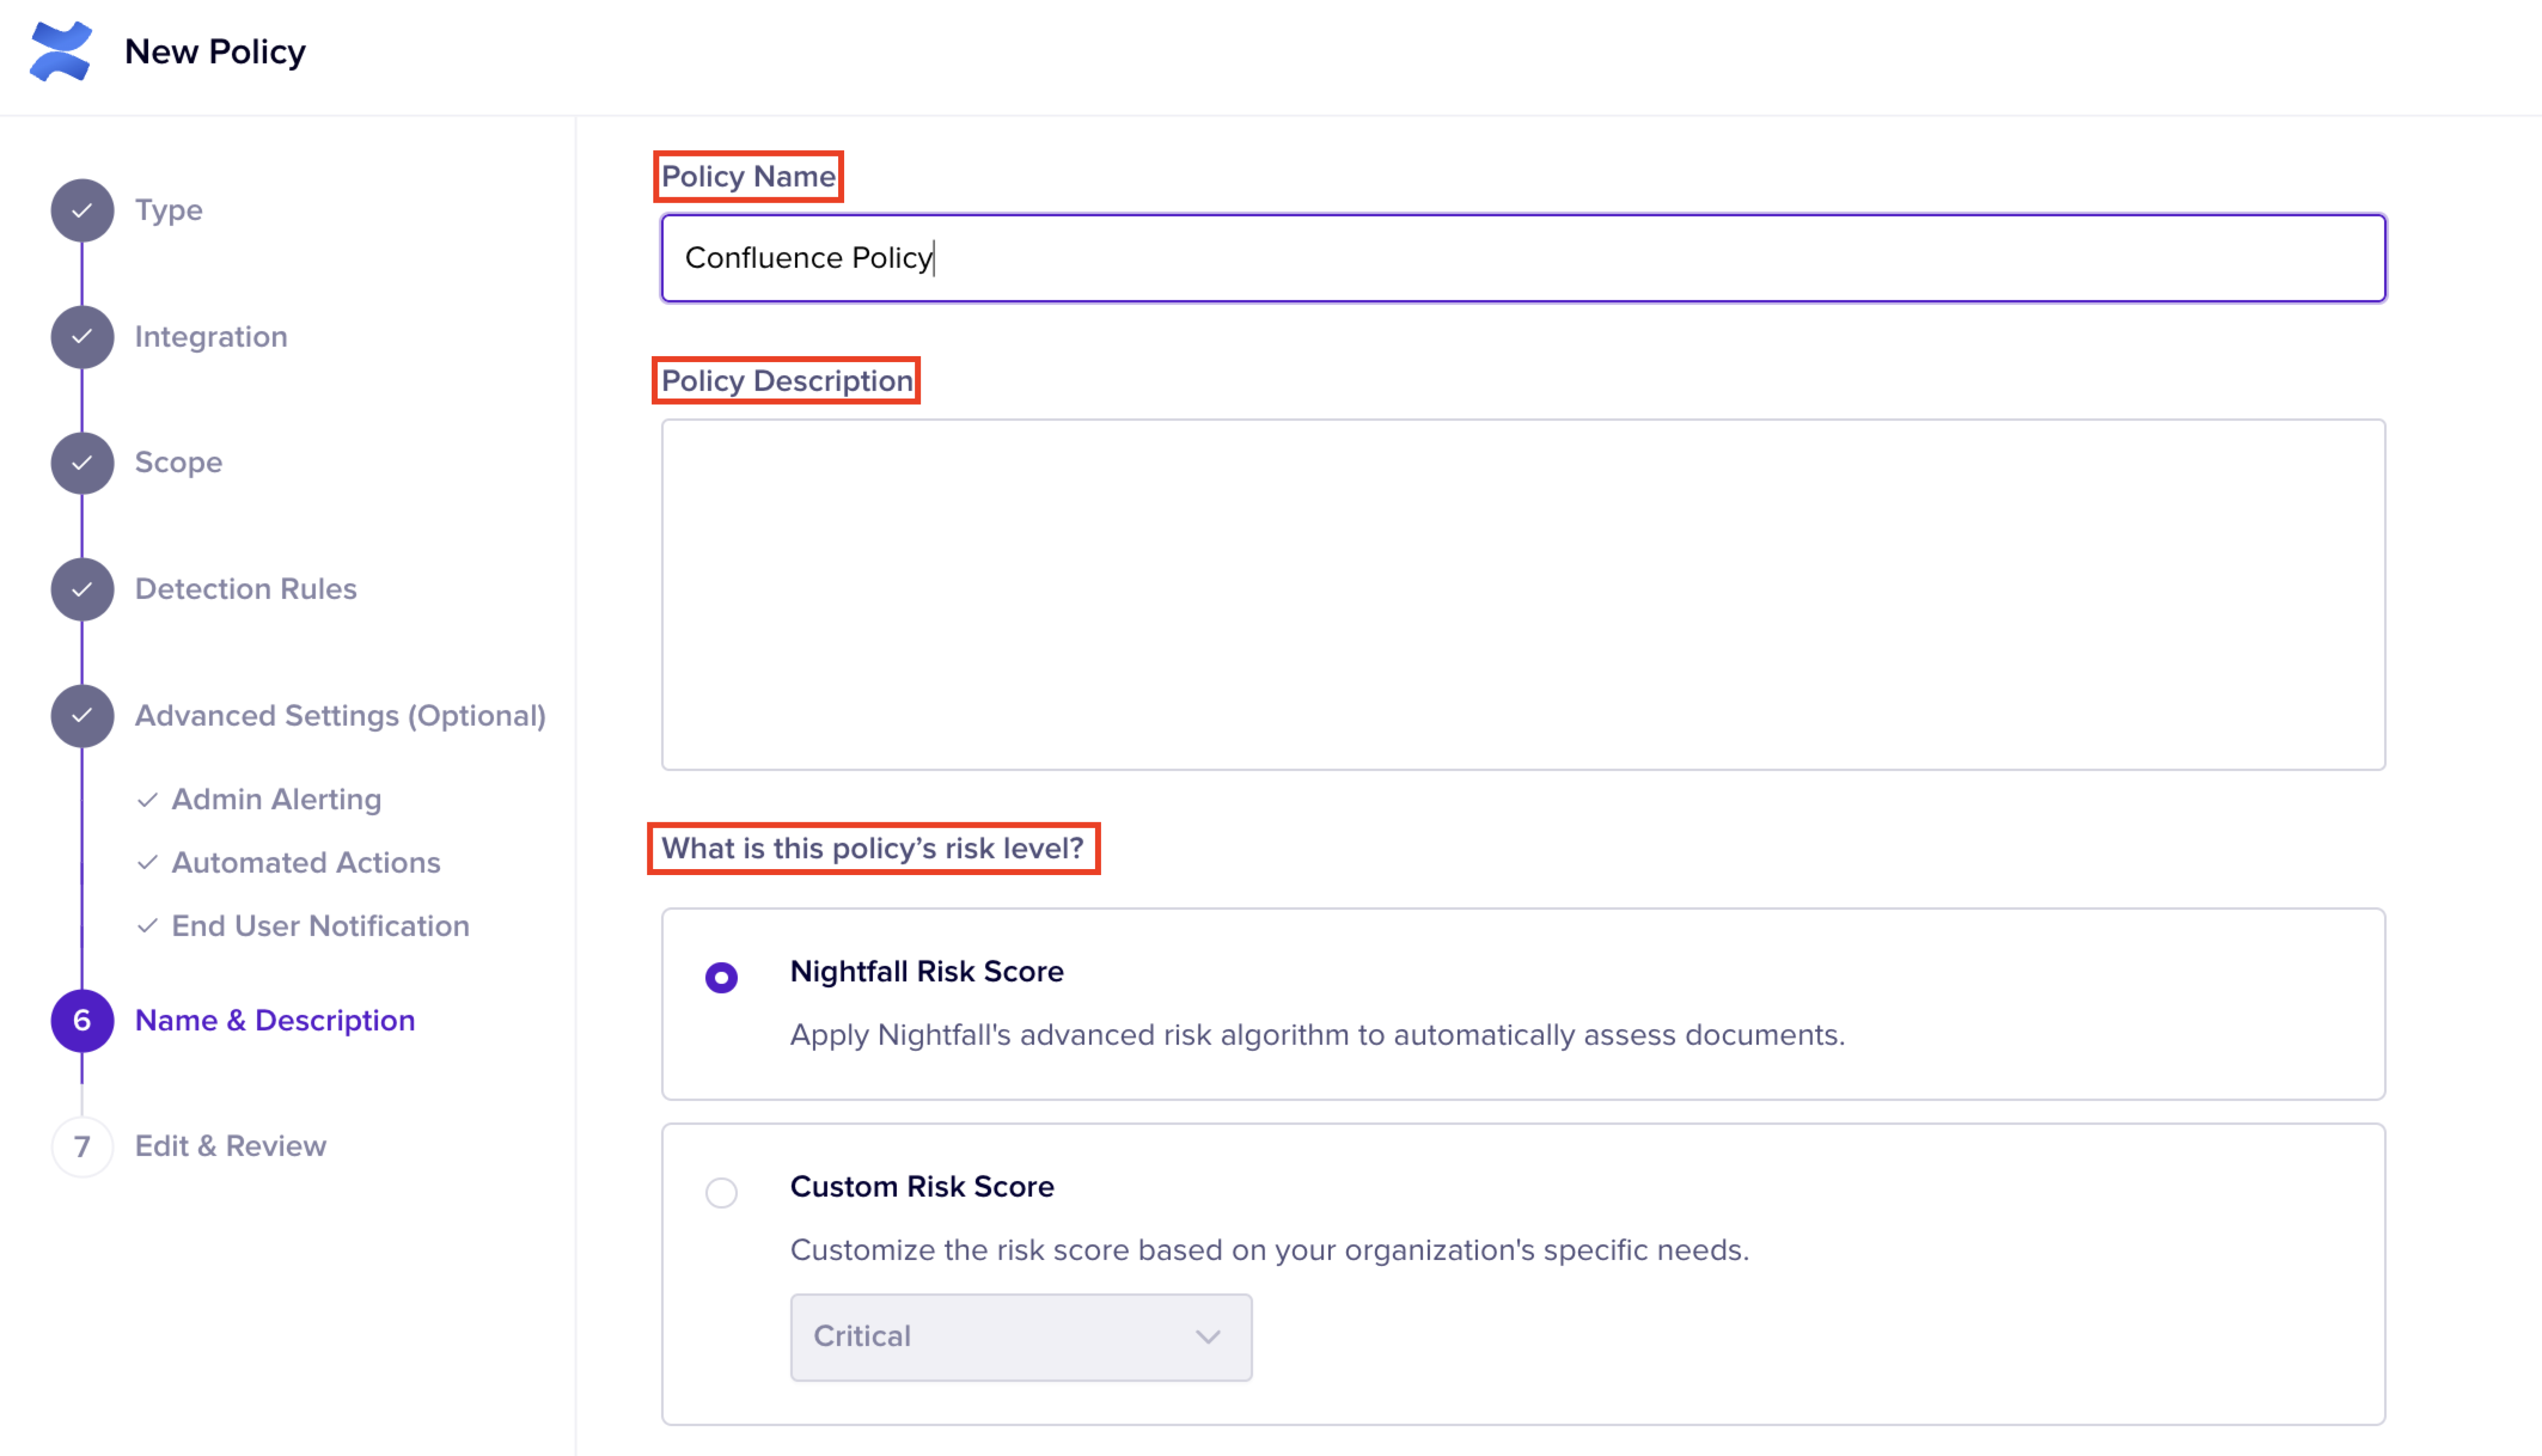 New Policy
Type
Integration
Scope
Detection Rules
Advanced Settings (Optional)
Admin Alerting
Automated Actions
End User Notification
6 Name & Description
7 Edit & Review
Policy Name
Confluence Policy
Policy Description
What is this policy’s risk level?
Nightfall Risk Score
Apply Nightfall's advanced risk algorithm to automatically assess documents.
Custom Risk Score
Customize the risk score based on your organization's specific needs.
Critical